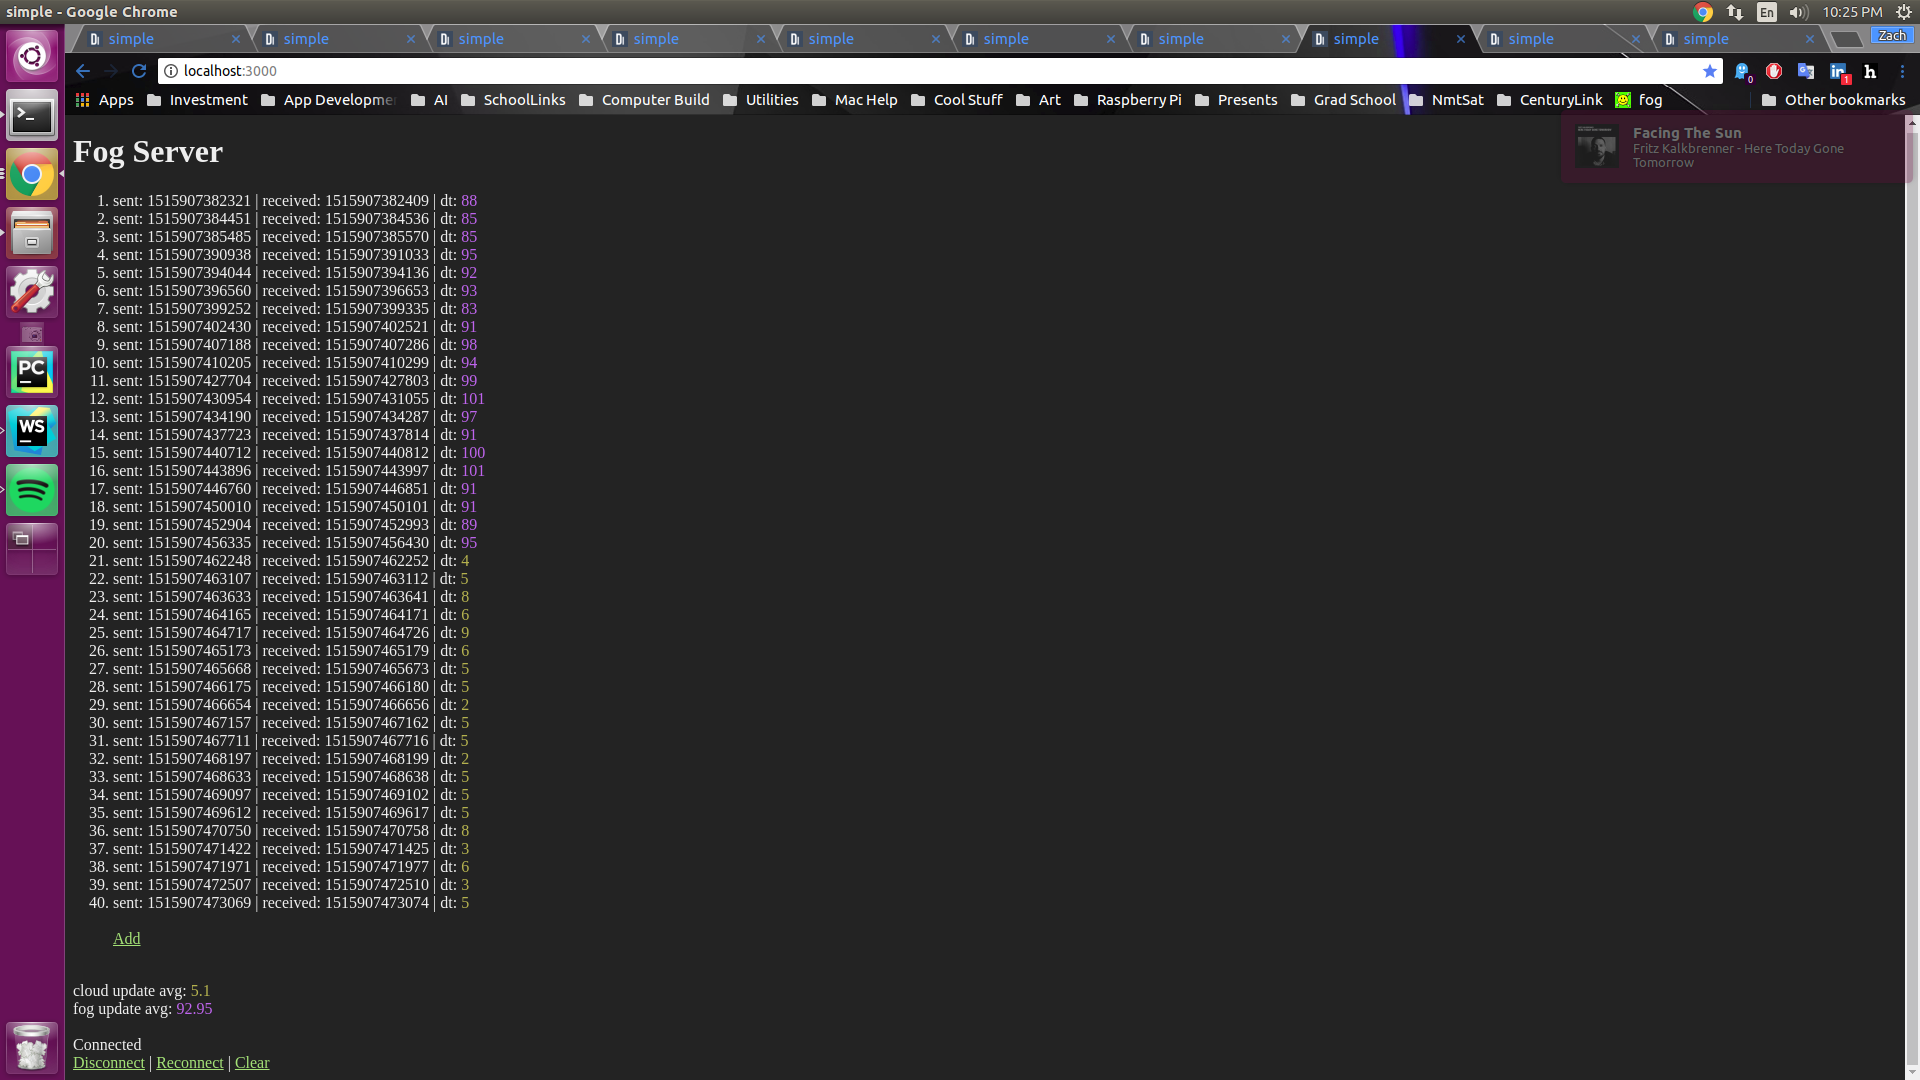 simple - Google Chrome
En
10:25 PM
simple simple simple simple simple simple simple simple simple simple
Zach
localhost:3000
Apps Investment App Developme AI SchoolLinks Computer Build Utilities Mac Help Cool Stuff Art Raspberry Pi Presents Grad School NmtSat CenturyLink fog Other bookmarks
Facing The Sun
Fritz Kalkbrenner - Here Today Gone
Tomorrow
Fog Server
1. sent: 1515907382321 | received: 1515907382409 | dt: 88
2. sent: 1515907384451 | received: 1515907384536 | dt: 85
3. sent: 1515907385485 | received: 1515907385570 | dt: 85
4. sent: 1515907390938 | received: 1515907391033 | dt: 95
5. sent: 1515907394044 | received: 1515907394136 | dt: 92
6. sent: 1515907396560 | received: 1515907396653 | dt: 93
7. sent: 1515907399252 | received: 1515907399335 | dt: 83
8. sent: 1515907402430 | received: 1515907402521 | dt: 91
9. sent: 1515907407188 | received: 1515907407286 | dt: 98
10. sent: 1515907410205 | received: 1515907410299 | dt: 94
11. sent: 1515907427704 | received: 1515907427803 | dt: 99
12. sent: 1515907430954 | received: 1515907431055 | dt: 101
13. sent: 1515907434190 | received: 1515907434287 | dt: 97
14. sent: 1515907437723 | received: 1515907437814 | dt: 91
15. sent: 1515907440712 | received: 1515907440812 | dt: 100
16. sent: 1515907443896 | received: 1515907443997 | dt: 101
17. sent: 1515907446760 | received: 1515907446851 | dt: 91
18. sent: 1515907450010 | received: 1515907450101 | dt: 91
19. sent: 1515907452904 | received: 1515907452993 | dt: 89
20. sent: 1515907456335 | received: 1515907456430 | dt: 95
21. sent: 1515907462248 | received: 1515907462252 | dt: 4
22. sent: 1515907463107 | received: 1515907463112 | dt: 5
23. sent: 1515907463633 | received: 1515907463641 | dt: 8
24. sent: 1515907464165 | received: 1515907464171 | dt: 6
25. sent: 1515907464717 | received: 1515907464726 | dt: 9
26. sent: 1515907465173 | received: 1515907465179 | dt: 6
27. sent: 1515907465668 | received: 1515907465673 | dt: 5
28. sent: 1515907466175 | received: 1515907466180 | dt: 5
29. sent: 1515907466654 | received: 1515907466656 | dt: 2
30. sent: 1515907467157 | received: 1515907467162 | dt: 5
31. sent: 1515907467711 | received: 1515907467716 | dt: 5
32. sent: 1515907468197 | received: 1515907468199 | dt: 2
33. sent: 1515907468633 | received: 1515907468638 | dt: 5
34. sent: 1515907469097 | received: 1515907469102 | dt: 5
35. sent: 1515907469612 | received: 1515907469617 | dt: 5
36. sent: 1515907470750 | received: 1515907470758 | dt: 8
37. sent: 1515907471422 | received: 1515907471425 | dt: 3
38. sent: 1515907471971 | received: 1515907471977 | dt: 6
39. sent: 1515907472507 | received: 1515907472510 | dt: 3
40. sent: 1515907473069 | received: 1515907473074 | dt: 5
Add
cloud update avg: 5.1
fog update avg: 92.95
Connected
Disconnect | Reconnect | Clear
PC
WS